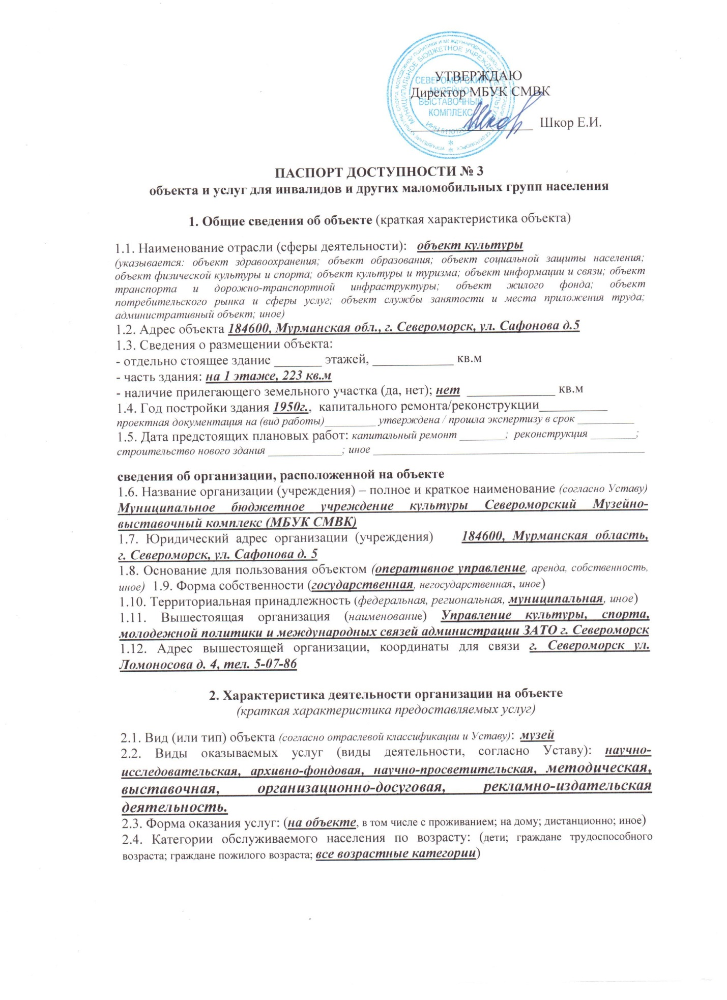 УПРАВЛЕНИЕ КУЛЬТУРЫ СПОРТА МОЛОДЕЖНОЙ ПОЛИТИКИ И МЕЖДУНАРОДНЫХ СВЯЗЕЙ
МУНИЦИПАЛЬНОЕ БЮДЖЕТНОЕ УЧРЕЖДЕНИЕ КУЛЬТУРЫ
СЕВЕРОМОРСКИЙ
МУЗЕЙНО-
ВЫСТАВОЧНЫЙ
КОМПЛЕКС
УТВЕРЖДАЮ
Директор МБУК СМВК
Шкор Е.И.
ПАСПОРТ ДОСТУПНОСТИ № 3
объекта и услуг для инвалидов и других маломобильных групп населения
1. Общие сведения об объекте (краткая характеристика объекта)
1.1. Наименование отрасли (сферы деятельности): объект культуры
(указывается: объект здравоохранения; объект образования; объект социальной защиты населения;
объект физической культуры и спорта; объект культуры и туризма; объект информации и связи; объект
транспорта и дорожно-транспортной инфраструктуры; объект жилого фонда; объект
потребительского рынка и сферы услуг; объект службы занятости и места приложения труда;
административный объект; иное)
1.2. Адрес объекта 184600, Мурманская обл., г. Североморск, ул. Сафонова д.5
1.3. Сведения о размещении объекта:
- отдельно стоящее здание _______ этажей, ____________ кв.м
- часть здания: на 1 этаже, 223 кв.м
- наличие прилегающего земельного участка (да, нет); нет _____________ кв.м
1.4. Год постройки здания 1950г., капитального ремонта/реконструкции__________
проектная документация на (вид работы)_________ утверждена / прошла экспертизу в срок __________
1.5. Дата предстоящих плановых работ: капитальный ремонт ________; реконструкция ________;
строительство нового здания _____________; иное ________________________________________________
сведения об организации, расположенной на объекте
1.6. Название организации (учреждения) – полное и краткое наименование (согласно Уставу)
Муниципальное бюджетное учреждение культуры Североморский Музейно-
выставочный комплекс (МБУК СМВК)
1.7. Юридический адрес организации (учреждения) 184600, Мурманская область,
г. Североморск, ул. Сафонова д. 5
1.8. Основание для пользования объектом (оперативное управление, аренда, собственность,
иное) 1.9. Форма собственности (государственная, негосударственная, иное)
1.10. Территориальная принадлежность (федеральная, региональная, муниципальная, иное)
1.11. Вышестоящая организация (наименование) Управление культуры, спорта,
молодежной политики и международных связей администрации ЗАТО г. Североморск
1.12. Адрес вышестоящей организации, координаты для связи г. Североморск ул.
Ломоносова д. 4, тел. 5-07-86
2. Характеристика деятельности организации на объекте
(краткая характеристика предоставляемых услуг)
2.1. Вид (или тип) объекта (согласно отраслевой классификации и Уставу): музей
2.2. Виды оказываемых услуг (виды деятельности, согласно Уставу): научно-
исследовательская, архивно-фондовая, научно-просветительская, методическая,
выставочная, организационно-досуговая, рекламно-издательская
деятельность.
2.3. Форма оказания услуг: (на объекте, в том числе с проживанием; на дому; дистанционно; иное)
2.4. Категории обслуживаемого населения по возрасту: (дети; граждане трудоспособного
возраста; граждане пожилого возраста; все возрастные категории)